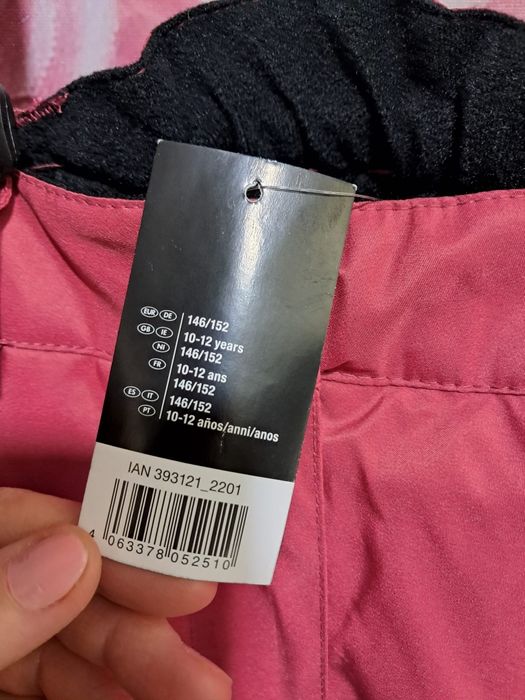 EUR DE 146/152
GB IE 10-12 years
NI 146/152
FR 10-12 ans
146/152
ES IT 146/152
PT 10-12 años/anni/anos
IAN 393121_2201
4 063378 052510